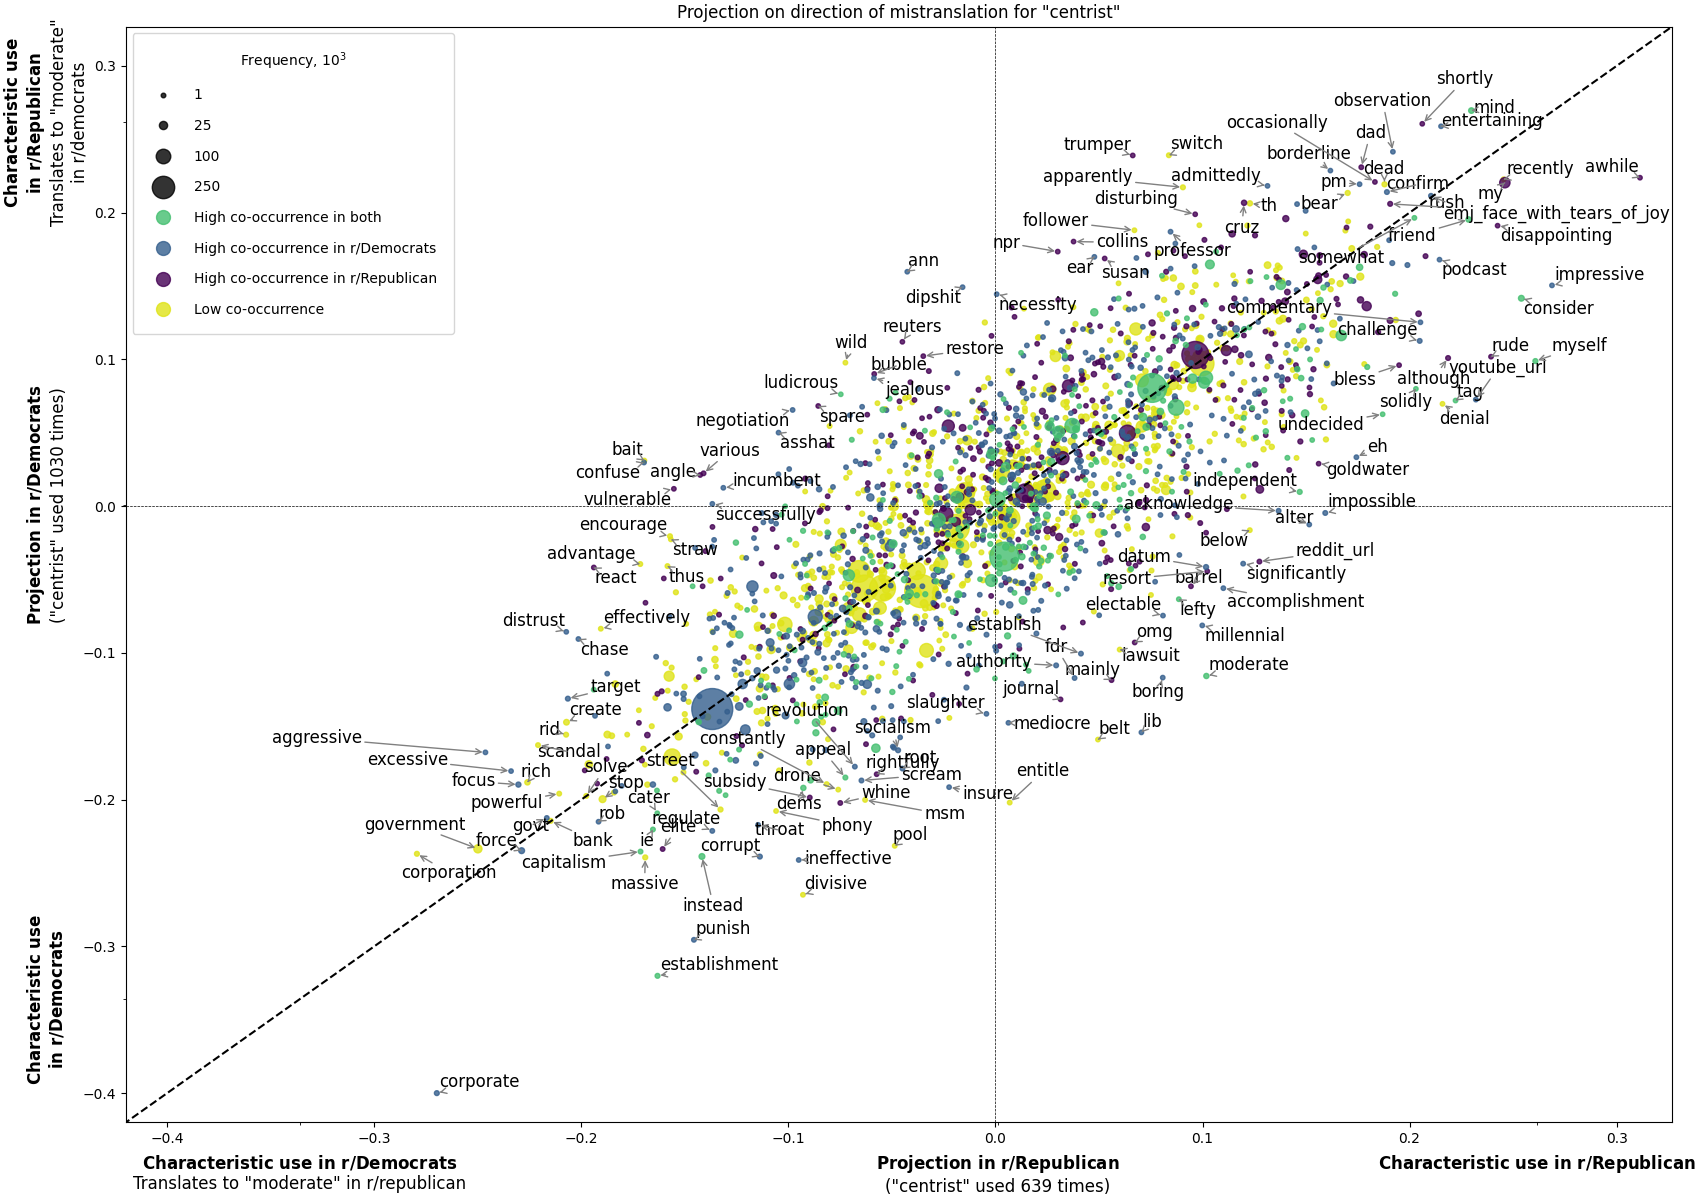 Projection on direction of mistranslation for "centrist"
Characteristic use
in r/Republican
Translates to "moderate"
in r/democrats
Projection in r/Democrats
("centrist" used 1030 times)
Characteristic use
in r/Democrats
Frequency, 10^3
1
25
100
250
High co-occurrence in both
High co-occurrence in r/Democrats
High co-occurrence in r/Republican
Low co-occurrence
0.3
0.2
0.1
0.0
−0.1
−0.2
−0.3
−0.4
shortly
observation
mind
entertaining
occasionally
dad
trumper
switch
borderline
dead
recently
awhile
apparently
admittedly
pm
confirm
my
disturbing
th
bear
rush
emj_face_with_tears_of_joy
follower
cruz
friend
disappointing
npr
collins
professor
ear
susan
somewhat
podcast
impressive
ann
dipshit
necessity
commentary
consider
reuters
challenge
wild
restore
rude
myself
bubble
youtube_url
ludicrous
jealous
bless
although
tag
solidly
negotiation
spare
undecided
denial
asshat
bait
various
eh
confuse
angle
goldwater
incumbent
independent
vulnerable
successfully
acknowledge
impossible
alter
encourage
below
straw
advantage
datum
reddit_url
react
thus
resort
barrel
significantly
electable
lefty
accomplishment
distrust
effectively
establish
omg
millennial
chase
fdr
lawsuit
authority
mainly
moderate
target
journal
boring
create
revolution
slaughter
rid
socialism
mediocre
belt
lib
aggressive
constantly
scandal
appeal
excessive
street
root
rightfully
focus
rich
solve
entitle
stop
subsidy
drone
scream
powerful
cater
whine
insure
rob
dems
msm
government
govt
regulate
elite
throat
phony
force
bank
ie
pool
corrupt
capitalism
ineffective
corporation
massive
divisive
instead
punish
establishment
corporate
−0.4
−0.3
−0.2
−0.1
0.0
0.1
0.2
0.3
Characteristic use in r/Democrats
Translates to "moderate" in r/republican
Projection in r/Republican
("centrist" used 639 times)
Characteristic use in r/Republican